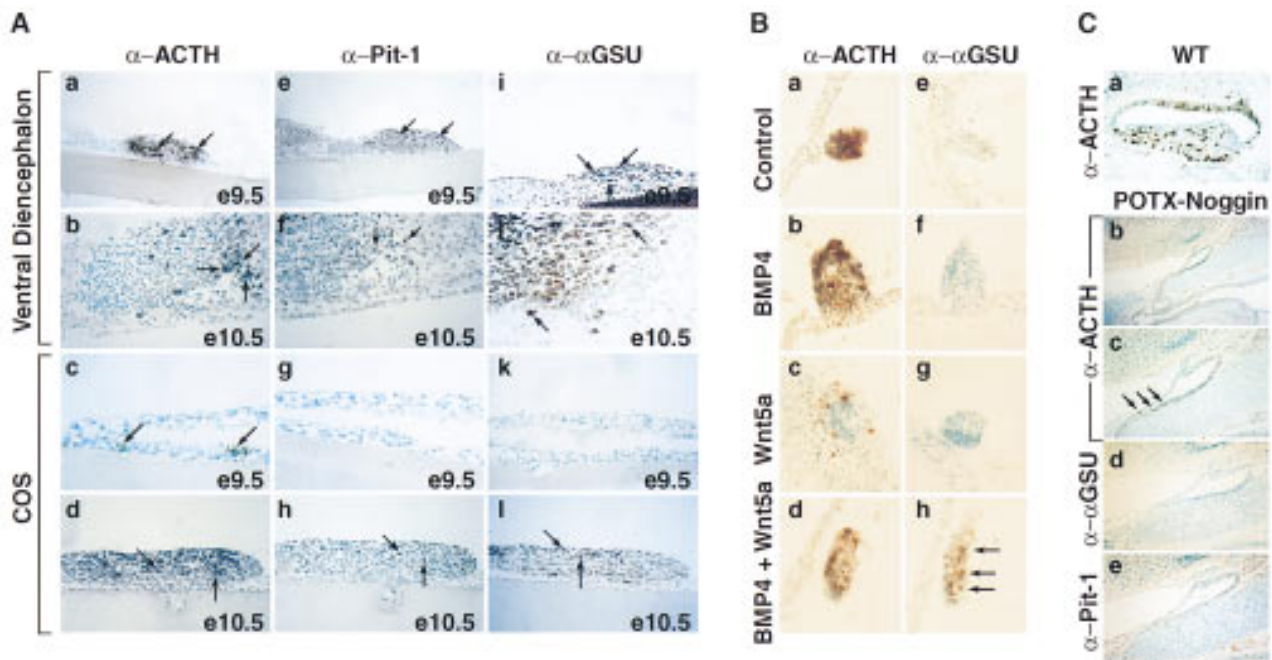 A
α–ACTH α–Pit-1 α-αGSU
Ventral Diencephalon
a e i
e9.5 e9.5 e9.5
b f j
e10.5 e10.5 e10.5
COS
c g k
e9.5 e9.5 e9.5
d h l
e10.5 e10.5 e10.5
B
α–ACTH α-αGSU
Control
a e
BMP4
b f
Wnt5a
c g
BMP4 + Wnt5a
d h
C
WT
α–ACTH
a
POTX-Noggin
α–ACTH
b
c
α-αGSU
d
α–Pit-1
e